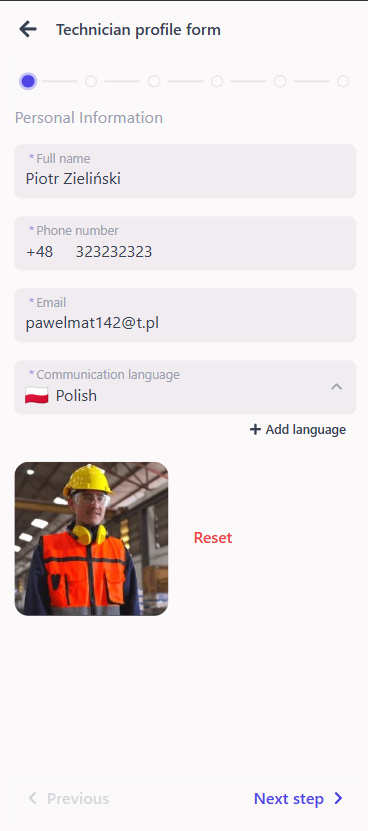 Technician profile form
Personal Information
* Full name
Piotr Zieliński
* Phone number
+48 323232323
* Email
pawelmat142@t.pl
* Communication language
Polish
+ Add language
Reset
Previous
Next step